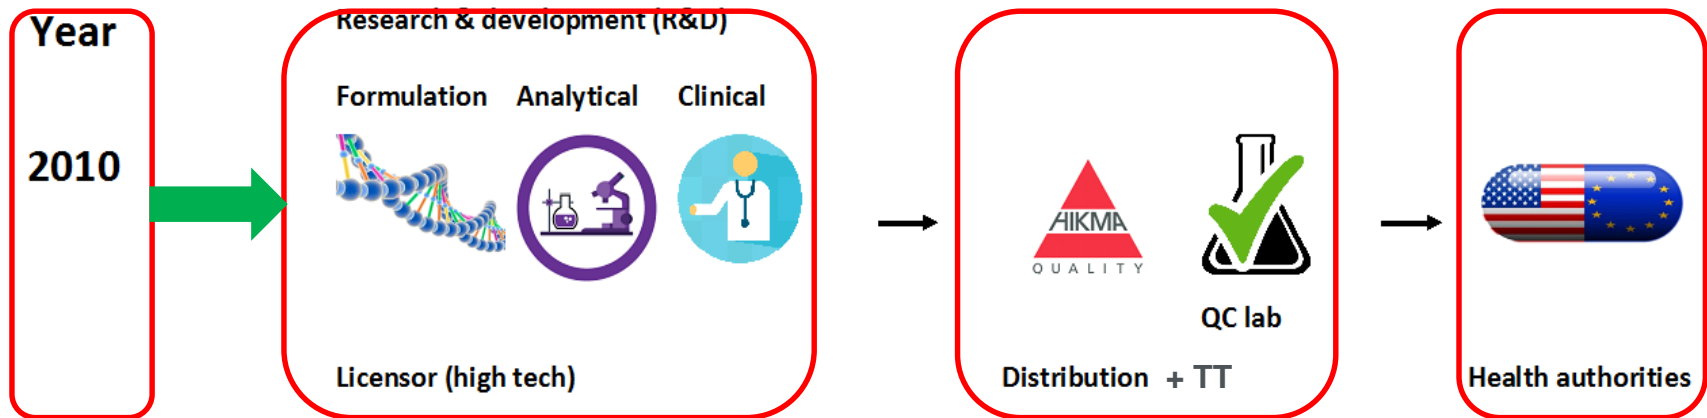 Year
2010
Research & development (R&D)
Formulation Analytical Clinical
Licensor (high tech)
HIKMA
QUALITY
QC lab
Distribution + TT
Health authorities